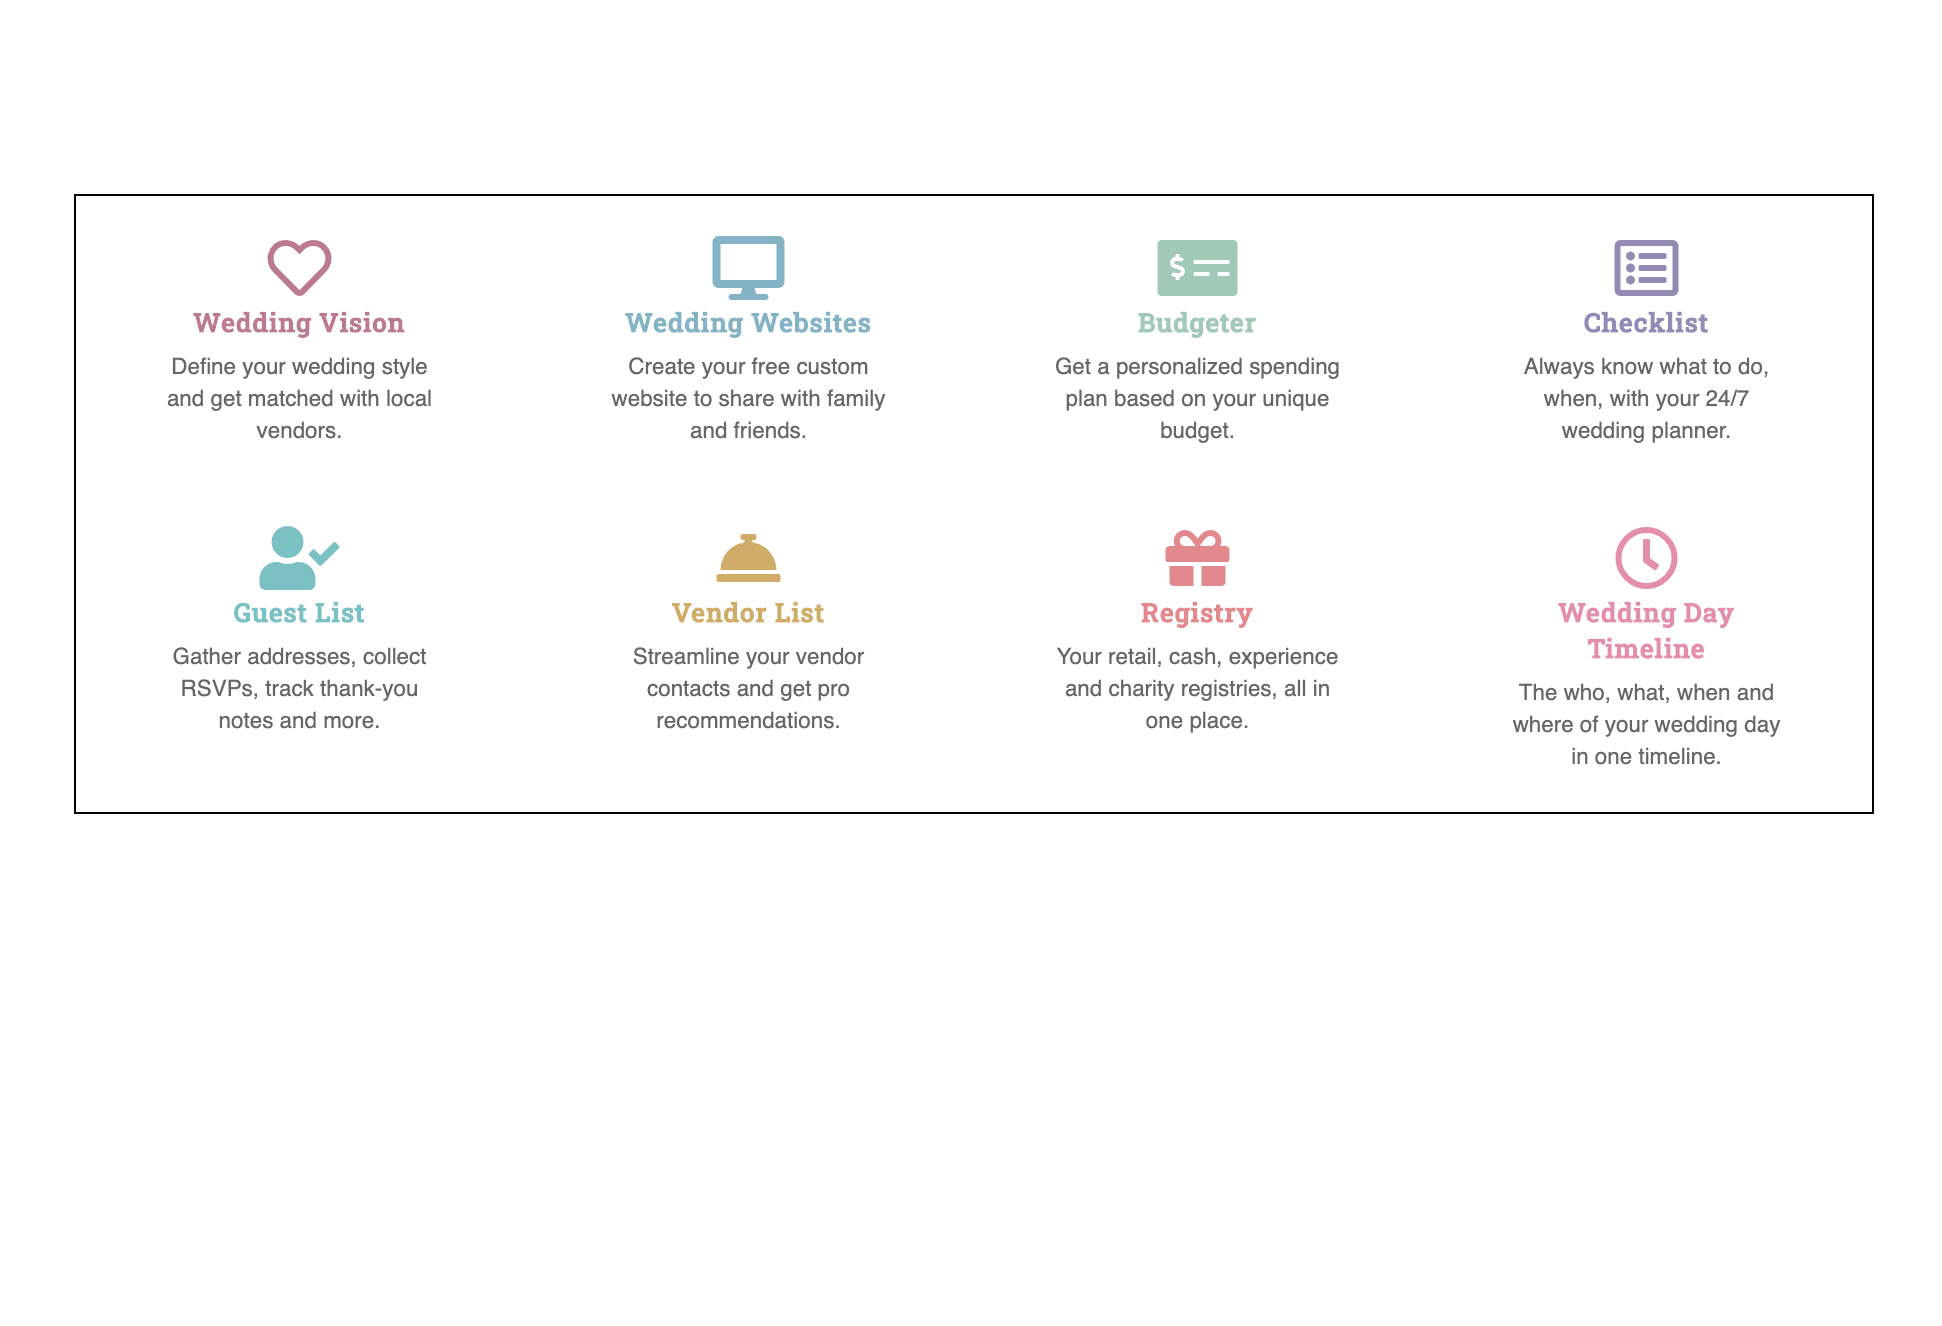 Wedding Vision
Define your wedding style
and get matched with local
vendors.
Wedding Websites
Create your free custom
website to share with family
and friends.
Budgeter
Get a personalized spending
plan based on your unique
budget.
Checklist
Always know what to do,
when, with your 24/7
wedding planner.
Guest List
Gather addresses, collect
RSVPs, track thank-you
notes and more.
Vendor List
Streamline your vendor
contacts and get pro
recommendations.
Registry
Your retail, cash, experience
and charity registries, all in
one place.
Wedding Day
Timeline
The who, what, when and
where of your wedding day
in one timeline.